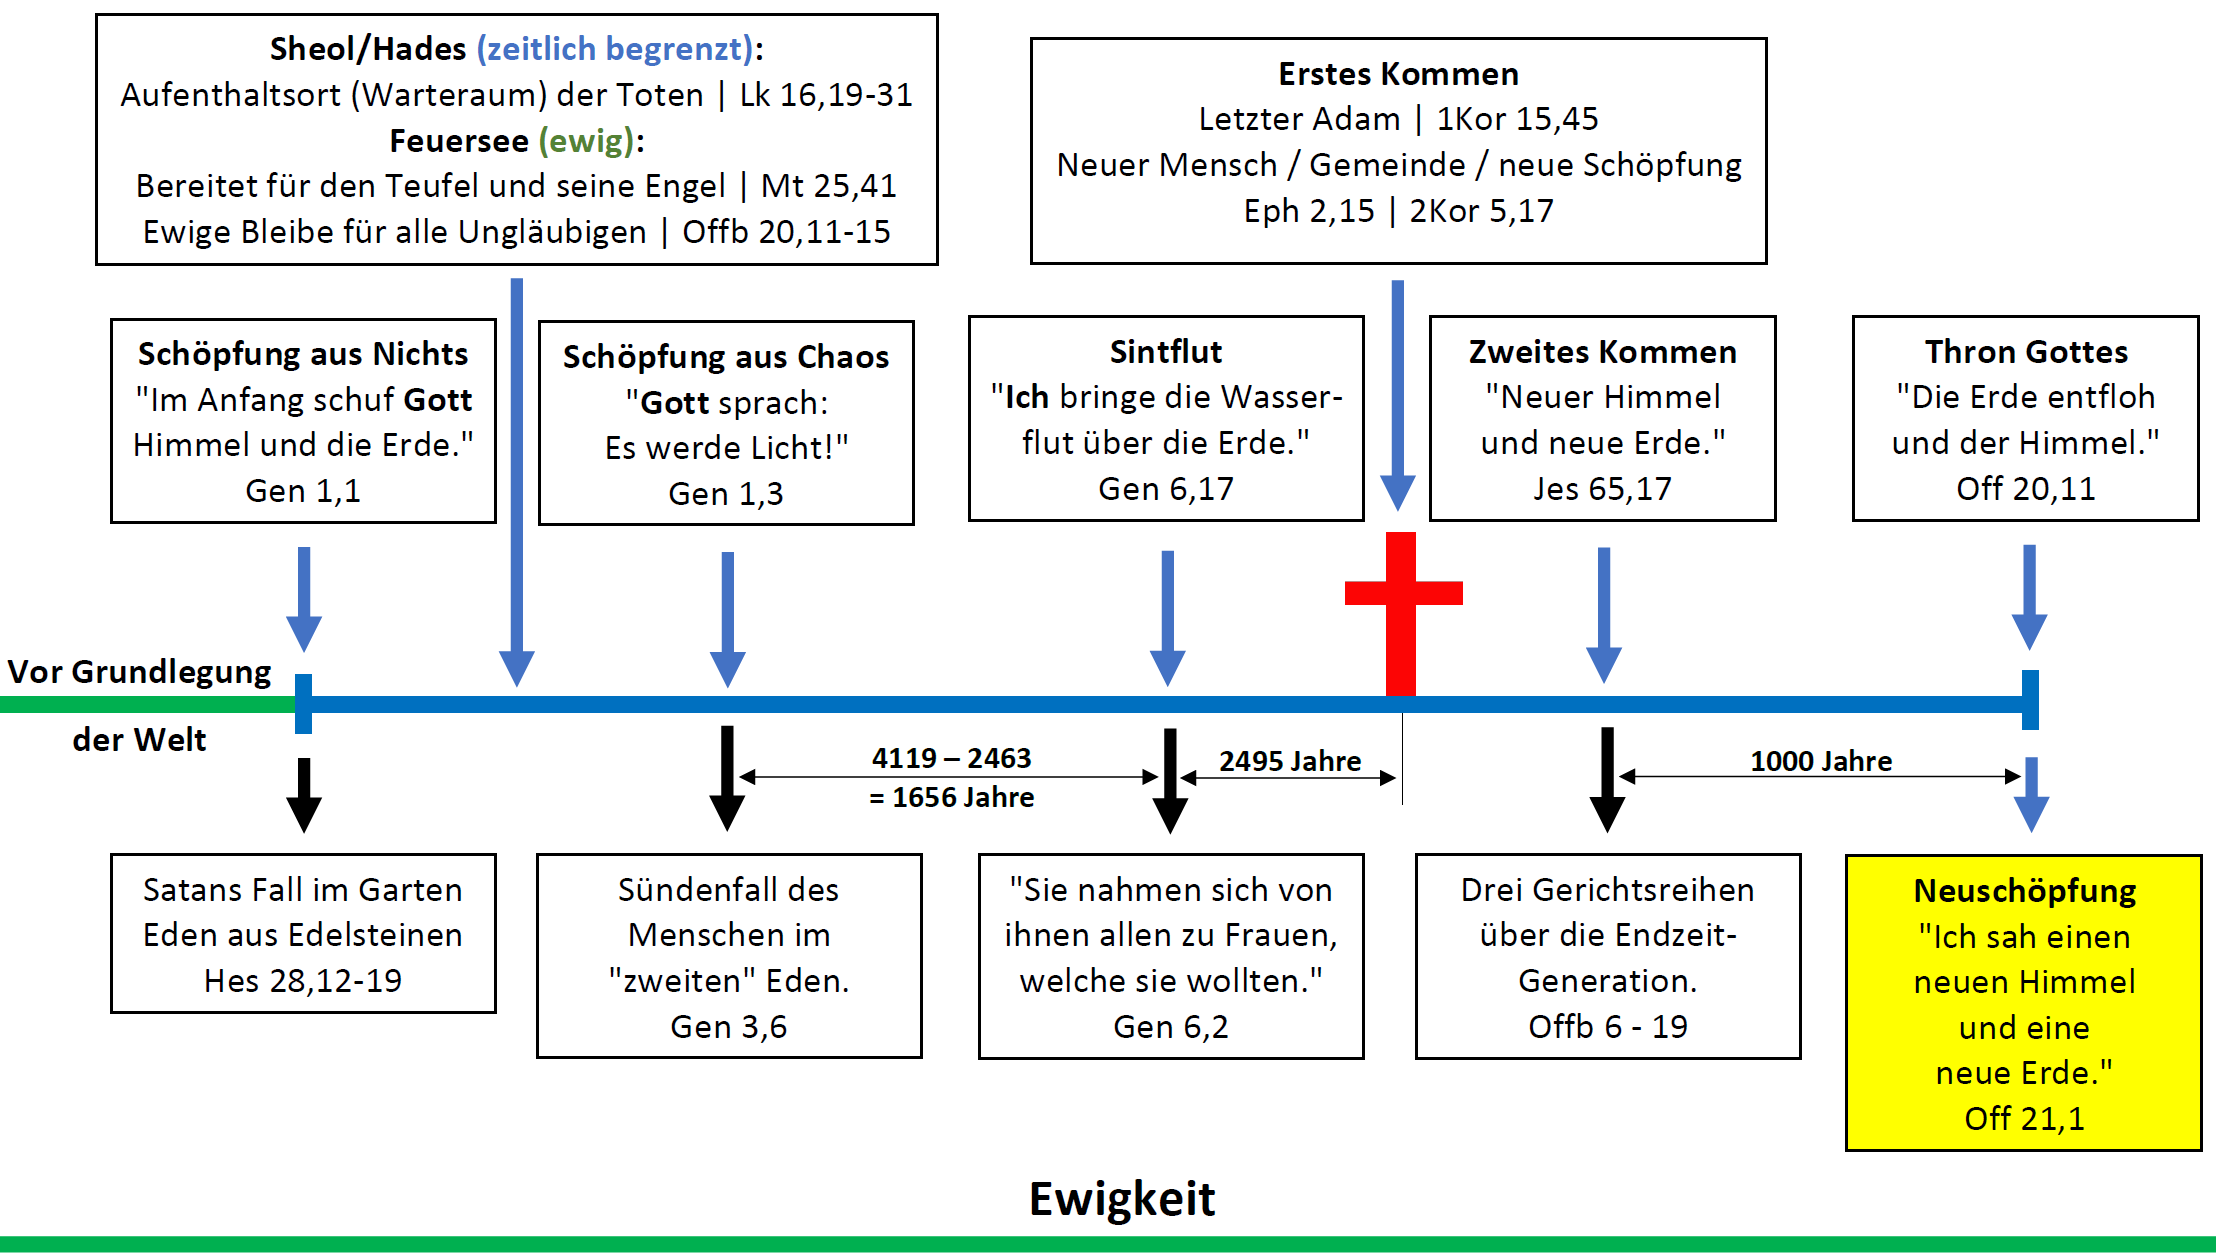 Sheol/Hades (zeitlich begrenzt):
Aufenthaltsort (Warteraum) der Toten | Lk 16,19-31
Feuersee (ewig):
Bereitet für den Teufel und seine Engel | Mt 25,41
Ewige Bleibe für alle Ungläubigen | Offb 20,11-15
Erstes Kommen
Letzter Adam | 1Kor 15,45
Neuer Mensch / Gemeinde / neue Schöpfung
Eph 2,15 | 2Kor 5,17
Schöpfung aus Nichts
"Im Anfang schuf Gott
Himmel und die Erde."
Gen 1,1
Schöpfung aus Chaos
"Gott sprach:
Es werde Licht!"
Gen 1,3
Sintflut
"Ich bringe die Wasser-
flut über die Erde."
Gen 6,17
Zweites Kommen
"Neuer Himmel
und neue Erde."
Jes 65,17
Thron Gottes
"Die Erde entfloh
und der Himmel."
Off 20,11
Vor Grundlegung
der Welt
4119 – 2463
= 1656 Jahre
2495 Jahre
1000 Jahre
Satans Fall im Garten
Eden aus Edelsteinen
Hes 28,12-19
Sündenfall des
Menschen im
"zweiten" Eden.
Gen 3,6
"Sie nahmen sich von
ihnen allen zu Frauen,
welche sie wollten."
Gen 6,2
Drei Gerichtsreihen
über die Endzeit-
Generation.
Offb 6 - 19
Neuschöpfung
"Ich sah einen
neuen Himmel
und eine
neue Erde."
Off 21,1
Ewigkeit